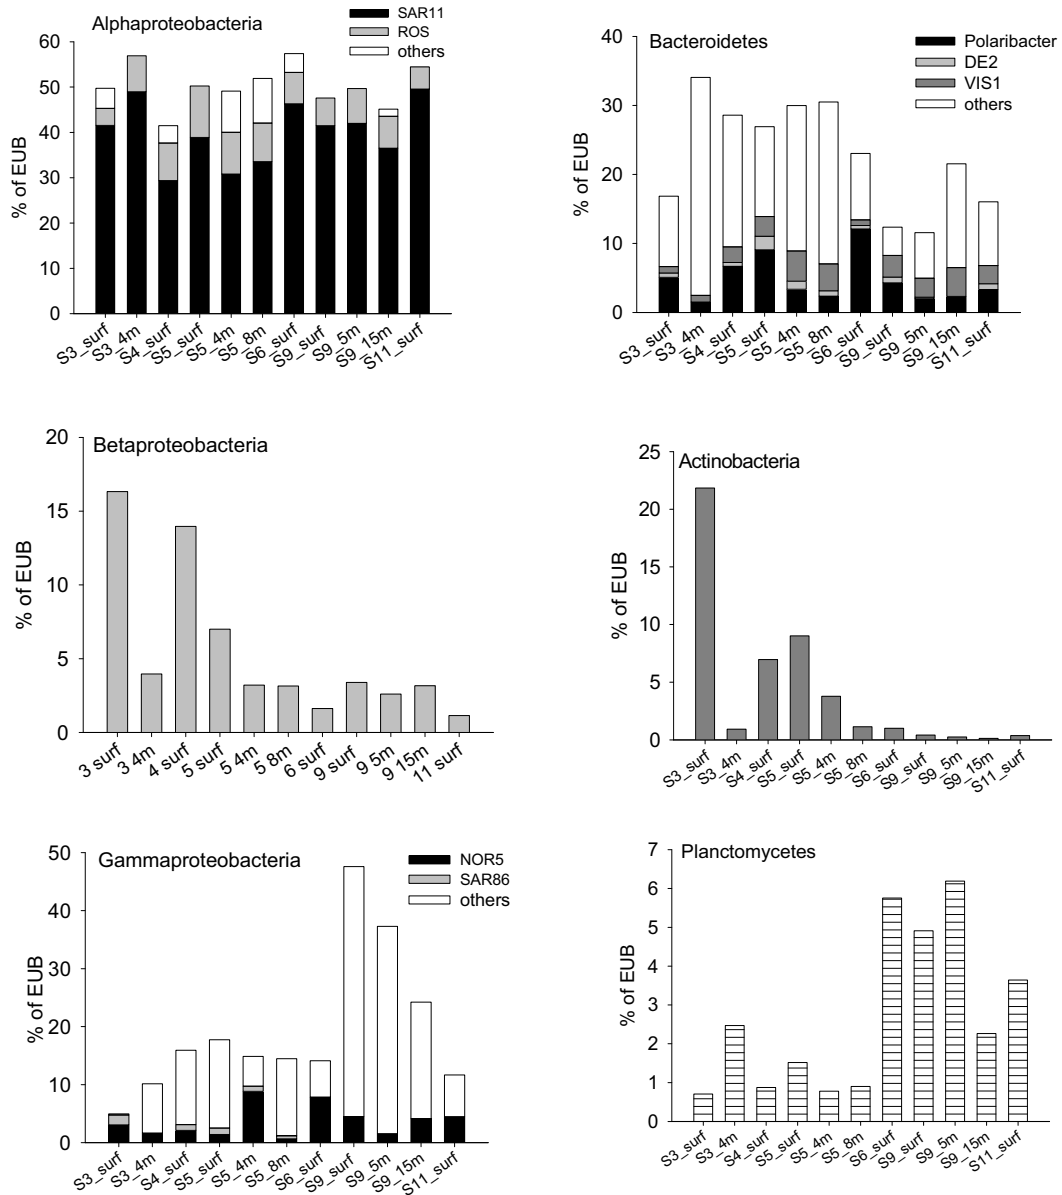 Alphaproteobacteria
SAR11
ROS
others
60
50
40
30
20
10
0
% of EUB
S3_surf
S3_4m
S4_surf
S5_surf
S5_4m
S5_8m
S6_surf
S9_surf
S9_5m
S9_15m
S11_surf
Bacteroidetes
Polaribacter
DE2
VIS1
others
40
30
20
10
0
% of EUB
S3_surf
S3_4m
S4_surf
S5_surf
S5_4m
S5_8m
S6_surf
S9_surf
S9_5m
S9_15m
S11_surf
Betaproteobacteria
20
15
10
5
0
% of EUB
3 surf
3 4m
4 surf
5 surf
5 4m
5 8m
6 surf
9 surf
9 5m
9 15m
11 surf
Actinobacteria
25
20
15
10
5
0
% of EUB
S3_surf
S3_4m
S4_surf
S5_surf
S5_4m
S5_8m
S6_surf
S9_surf
S9_5m
S9_15m
S11_surf
Gammaproteobacteria
NOR5
SAR86
others
50
40
30
20
10
0
% of EUB
S3_surf
S3_4m
S4_surf
S5_surf
S5_4m
S5_8m
S6_surf
S9_surf
S9_5m
S9_15m
S11_surf
Planctomycetes
7
6
5
4
3
2
1
0
% of EUB
S3_surf
S3_4m
S4_surf
S5_surf
S5_4m
S5_8m
S6_surf
S9_surf
S9_5m
S9_15m
S11_surf